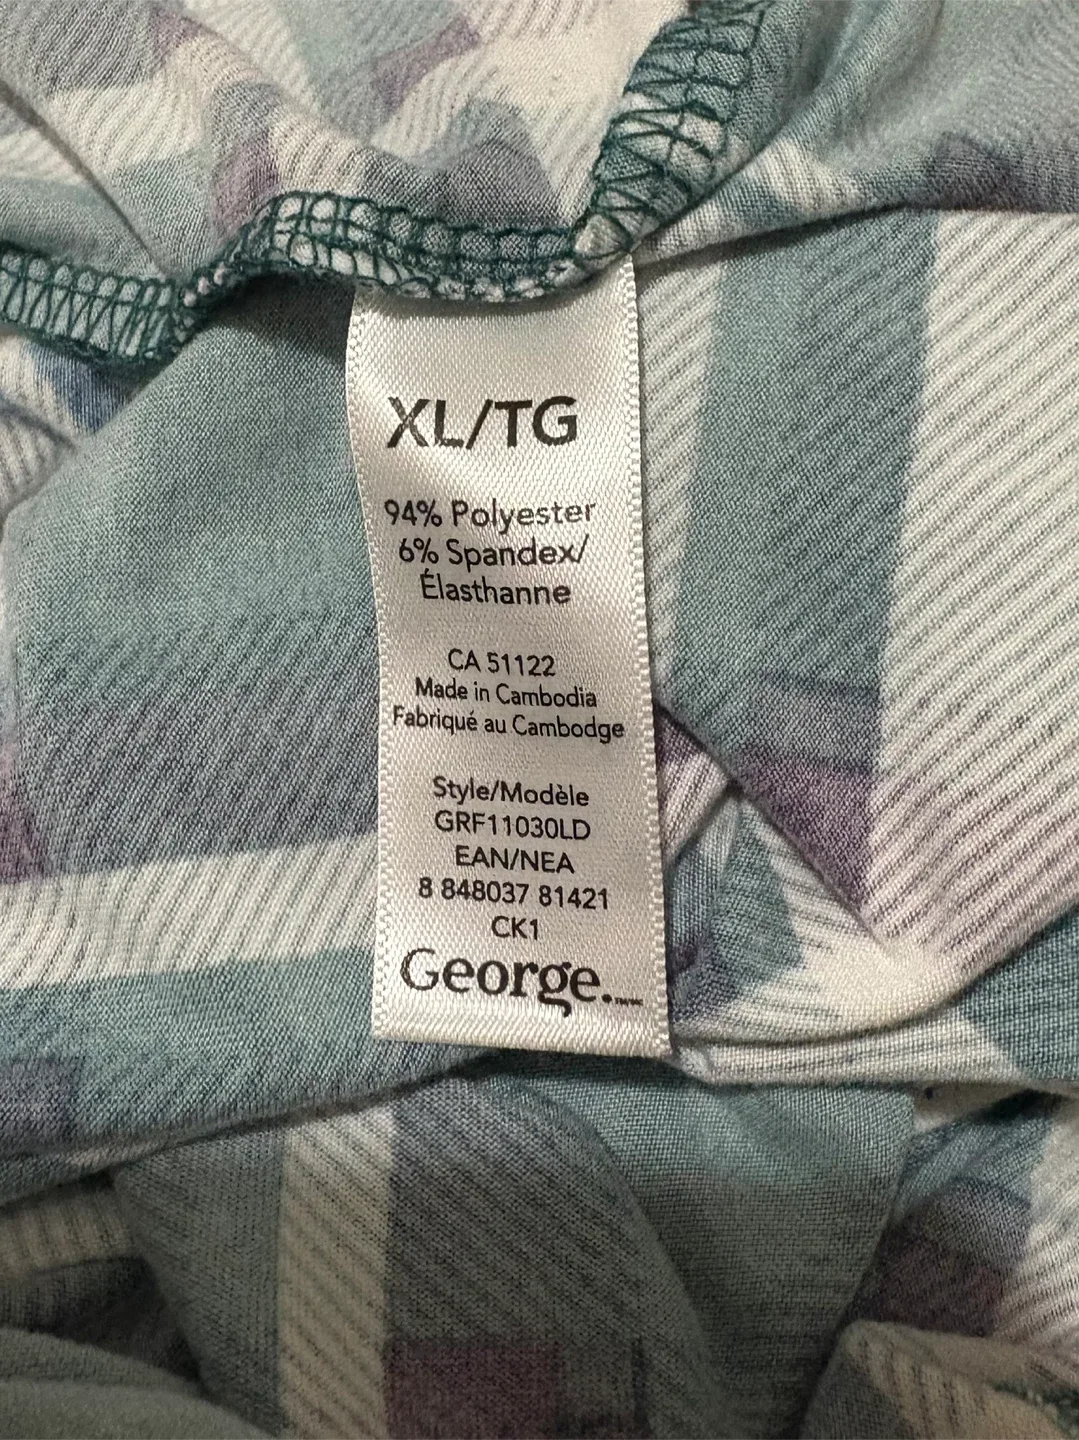 XL/TG
94% Polyester
6% Spandex/
Élasthanne
CA 51122
Made in Cambodia
Fabriqué au Cambodge
Style/Modèle
GRF11030LD
EAN/NEA
8 848037 81421
CK1
George.